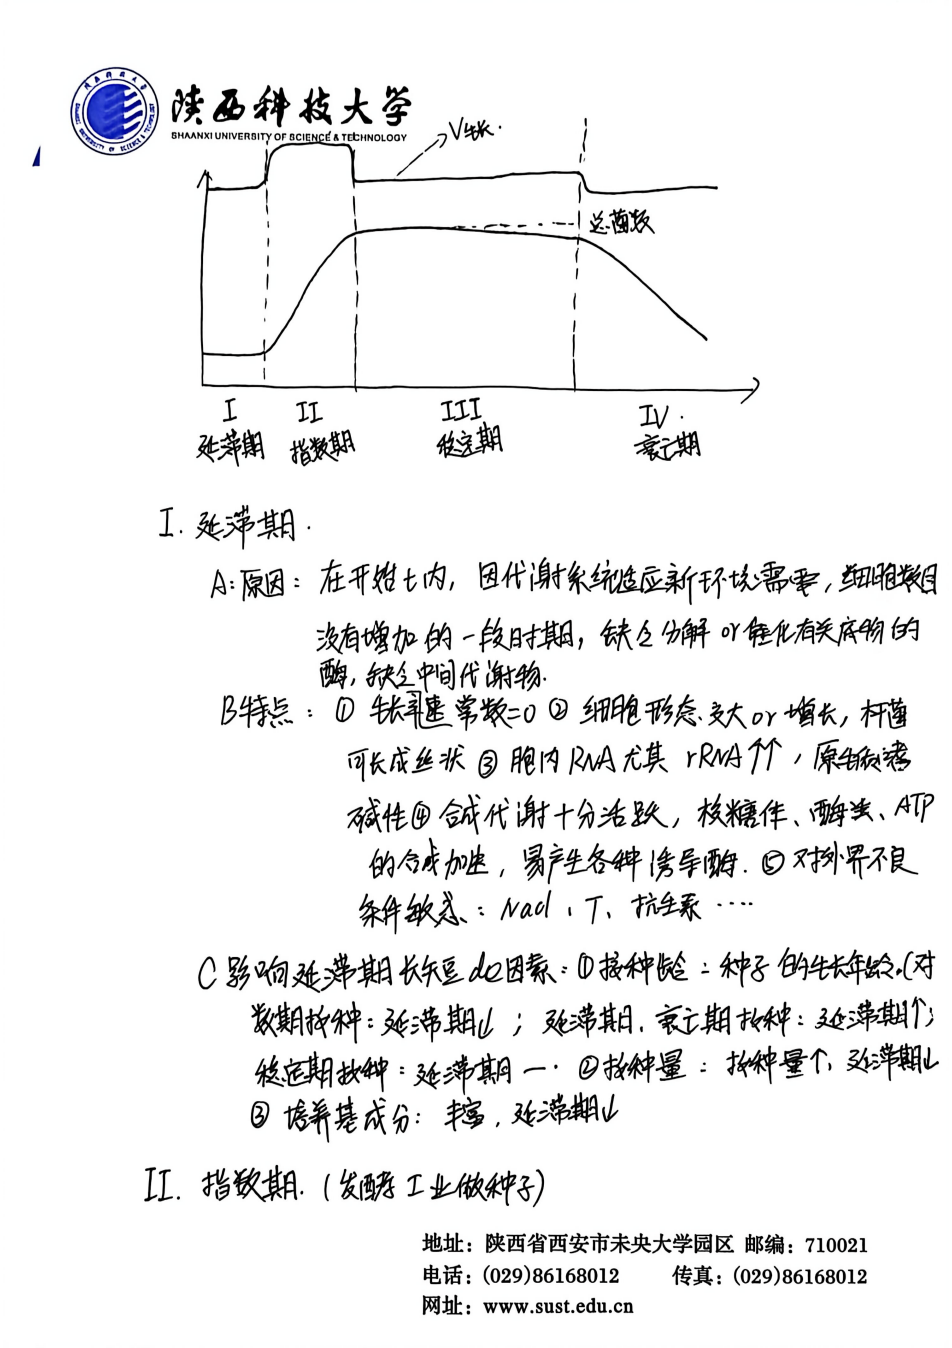 陕西科技大学
SHAANXI UNIVERSITY OF SCIENCE & TECHNOLOGY
V生长.
总菌数
I II III IV.
延滞期 指数期 稳定期 衰亡期
I. 延滞期.
A:原因: 在开始t内, 因代谢系统适应新环境需要, 细胞数目
没有增加的一段时期, 缺乏分解 or 催化有关底物的
酶, 缺乏中间代谢物.
B特点: ① 生长速率常数=0 ② 细胞形态变大or增长, 杆菌
可长成丝状 ③ 胞内RNA尤其 rRNA↑↑, 原生质嗜
碱性④合成代谢十分活跃, 核糖体、酶类、ATP
的合成加速, 易产生各种诱导酶. ⑤ 对外界不良
条件敏感: Nacl、T、抗生素 ····
C 影响延滞期长短de因素: ①接种龄: 种子的生长年龄.(对
数期接种: 延滞期↓; 延滞期、衰亡期接种: 延滞期↑;
稳定期接种: 延滞期一. ②接种量: 接种量↑, 延滞期↓
③ 培养基成分: 丰富, 延滞期↓
II. 指数期. (发酵工业做种子)
地址: 陕西省西安市未央大学园区 邮编: 710021
电话: (029)86168012 传真: (029)86168012
网址: www.sust.edu.cn